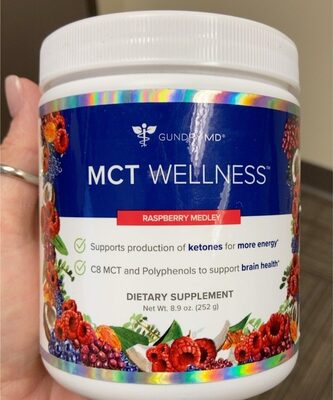 GUNDRY MD®
MCT WELLNESS™
RASPBERRY MEDLEY
Supports production of ketones for more energy*
C8 MCT and Polyphenols to support brain health*
DIETARY SUPPLEMENT
Net Wt. 8.9 oz. (252 g)